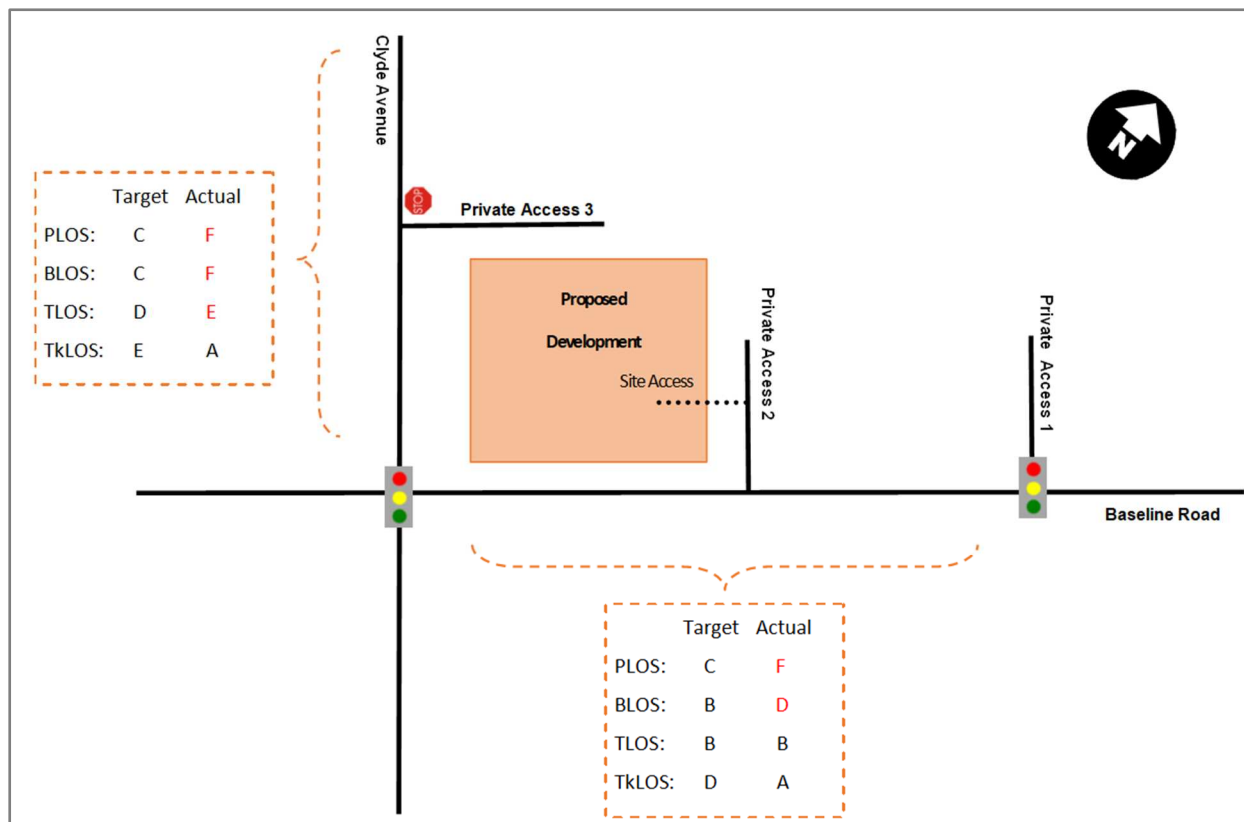 Clyde Avenue
N
STOP
Private Access 3
Target Actual
PLOS: C F
BLOS: C F
TLOS: D E
TkLOS: E A
Proposed
Development
Site Access
Private Access 2
Private Access 1
Baseline Road
Target Actual
PLOS: C F
BLOS: B D
TLOS: B B
TkLOS: D A